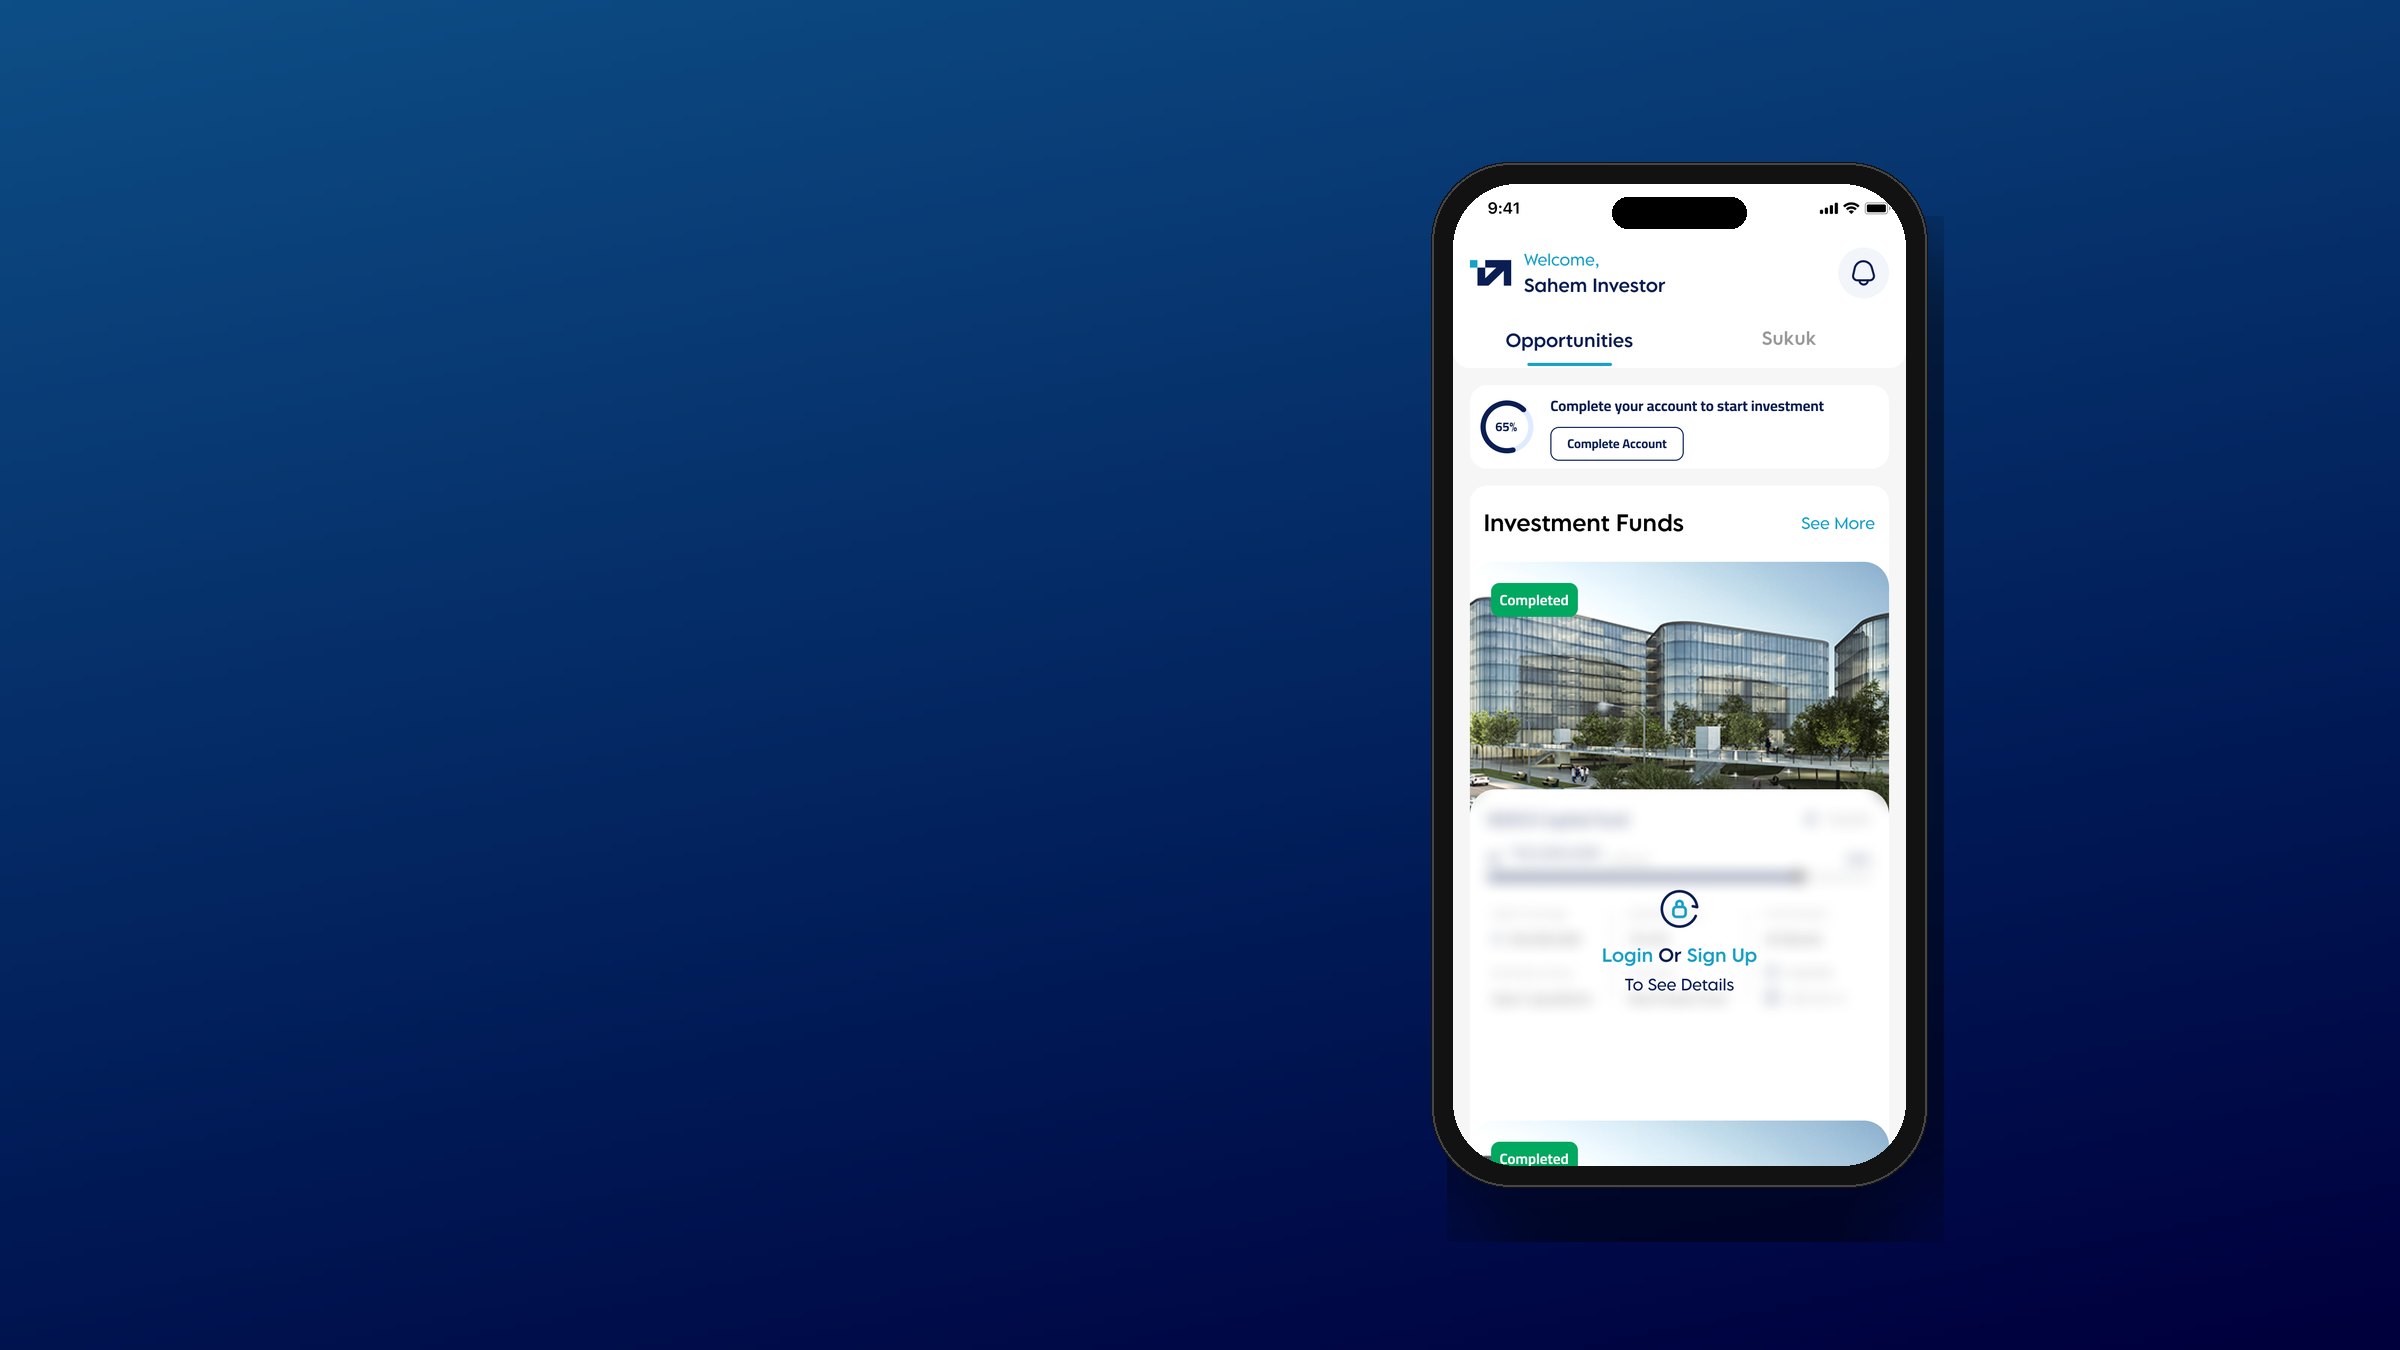 9:41
Welcome,
Sahem Investor
Opportunities
Sukuk
65%
Complete your account to start investment
Complete Account
Investment Funds
See More
Completed
Login Or Sign Up
To See Details
Completed